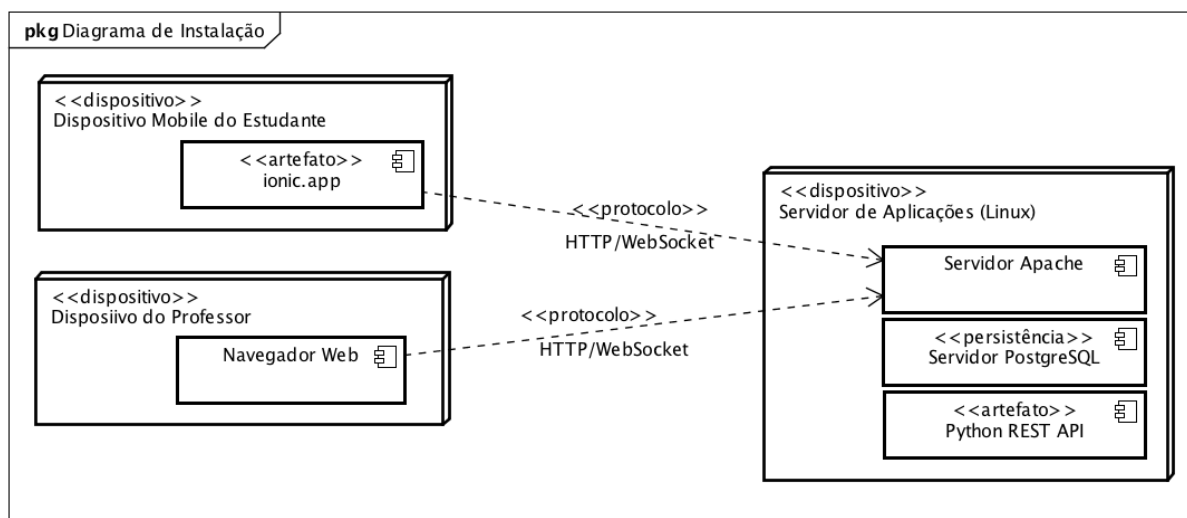 pkg Diagrama de Instalação
<<dispositivo>>
Dispositivo Mobile do Estudante
<<artefato>>
ionic.app
<<protocolo>>
HTTP/WebSocket
<<dispositivo>>
Disposiivo do Professor
Navegador Web
<<protocolo>>
HTTP/WebSocket
<<dispositivo>>
Servidor de Aplicações (Linux)
Servidor Apache
<<persistência>>
Servidor PostgreSQL
<<artefato>>
Python REST API